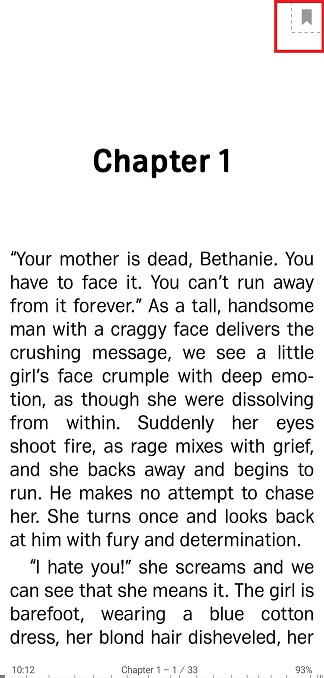 Chapter 1
“Your mother is dead, Bethanie. You
have to face it. You can’t run away
from it forever.” As a tall, handsome
man with a craggy face delivers the
crushing message, we see a little
girl’s face crumple with deep emo-
tion, as though she were dissolving
from within. Suddenly her eyes
shoot fire, as rage mixes with grief,
and she backs away and begins to
run. He makes no attempt to chase
her. She turns once and looks back
at him with fury and determination.
“I hate you!” she screams and we
can see that she means it. The girl is
barefoot, wearing a blue cotton
dress, her blond hair disheveled, her
10:12 Chapter 1 – 1 / 33 93%